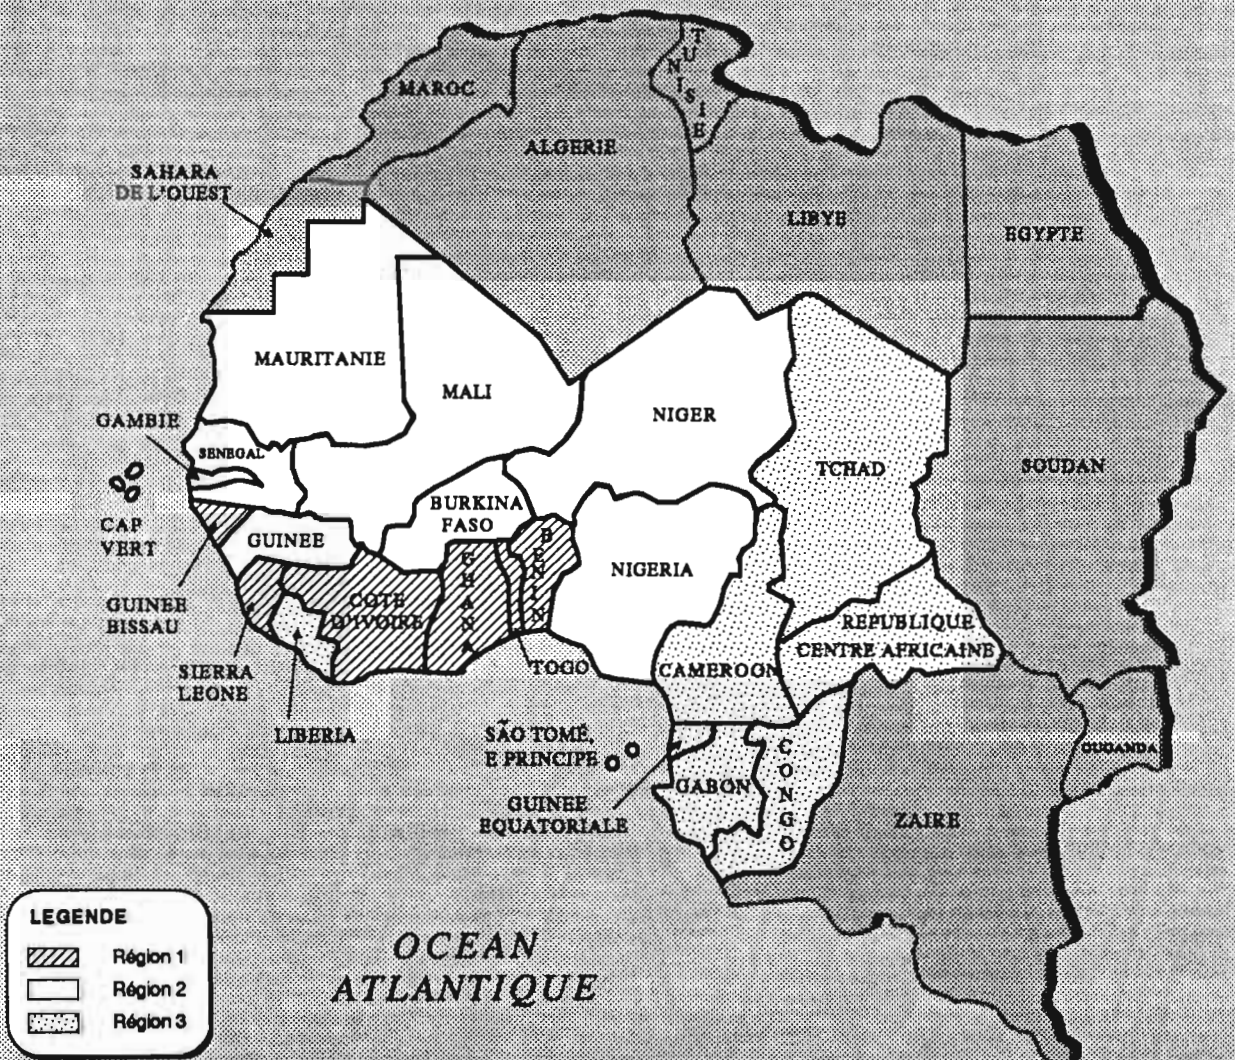 TUNISIE
MAROC
ALGERIE
SAHARA
DE L'OUEST
LIBYE
EGYPTE
MAURITANIE
MALI
NIGER
GAMBIE
SENEGAL
TCHAD
SOUDAN
BURKINA
FASO
CAP
VERT
GUINEE
BENIN
GHANA
NIGERIA
GUINEE
BISSAU
COTE
D'IVOIRE
REPUBLIQUE
CENTRE AFRICAINE
SIERRA
LEONE
TOGO
CAMEROON
LIBERIA
SÃO TOMÉ,
E PRINCIPE
CONGO
OUGANDA
GABON
GUINEE
EQUATORIALE
ZAIRE
LEGENDE
Région 1
Région 2
Région 3
OCEAN
ATLANTIQUE